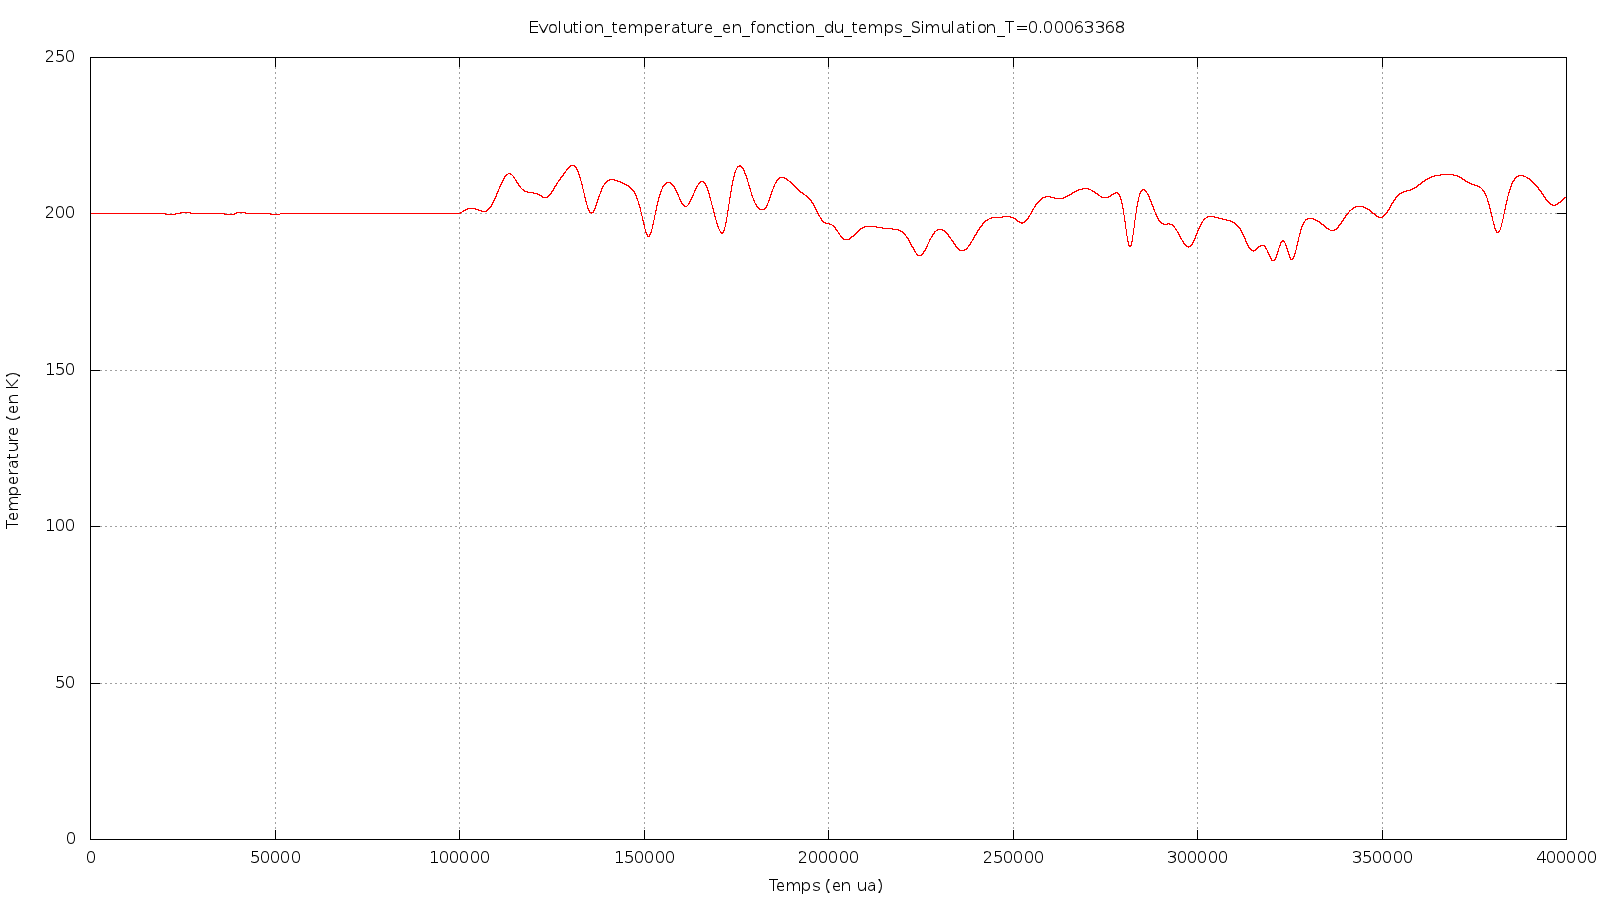 Evolution_temperature_en_fonction_du_temps_Simulation_T=0.00063368
250
200
150
100
50
0
Temperature (en K)
0 50000 100000 150000 200000 250000 300000 350000 400000
Temps (en ua)